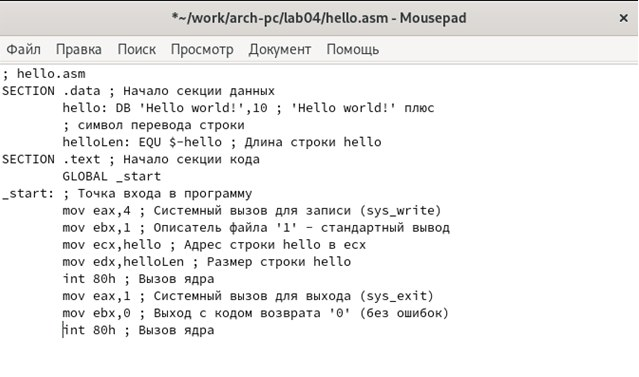 *~/work/arch-pc/lab04/hello.asm - Mousepad
Файл Правка Поиск Просмотр Документ Помощь
; hello.asm
SECTION .data ; Начало секции данных
hello: DB 'Hello world!',10 ; 'Hello world!' плюс
; символ перевода строки
helloLen: EQU $-hello ; Длина строки hello
SECTION .text ; Начало секции кода
GLOBAL _start
_start: ; Точка входа в программу
mov eax,4 ; Системный вызов для записи (sys_write)
mov ebx,1 ; Описатель файла '1' - стандартный вывод
mov ecx,hello ; Адрес строки hello в ecx
mov edx,helloLen ; Размер строки hello
int 80h ; Вызов ядра
mov eax,1 ; Системный вызов для выхода (sys_exit)
mov ebx,0 ; Выход с кодом возврата '0' (без ошибок)
int 80h ; Вызов ядра